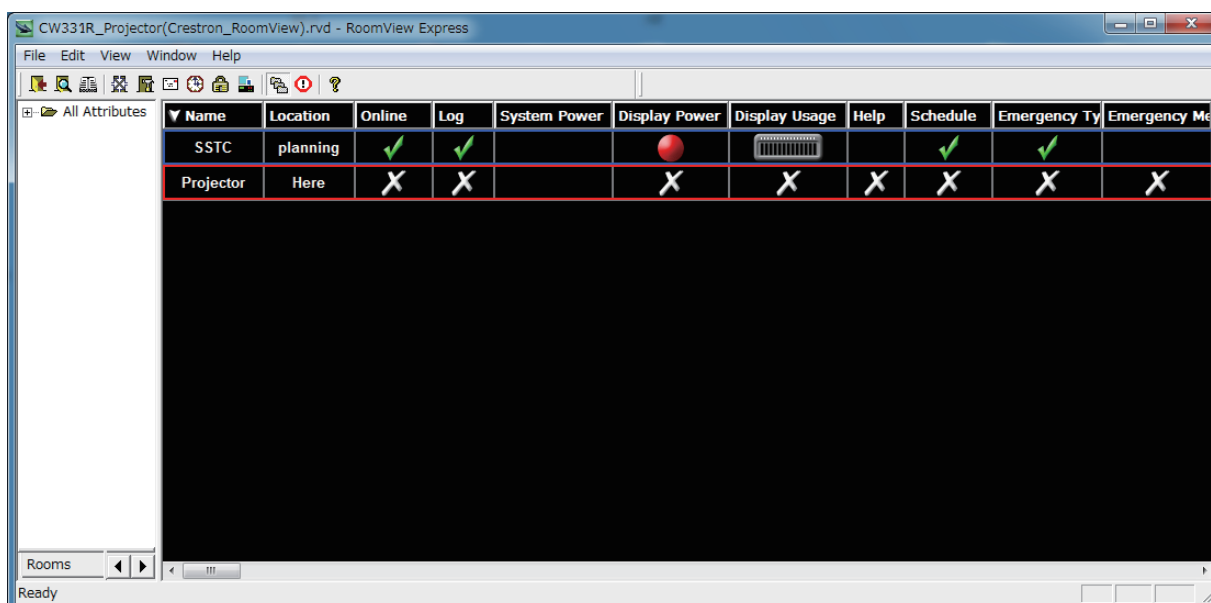 CW331R_Projector(Crestron_RoomView).rvd - RoomView Express
File Edit View Window Help
All Attributes
Name Location Online Log System Power Display Power Display Usage Help Schedule Emergency Ty Emergency Me
SSTC planning
Projector Here
Rooms
Ready